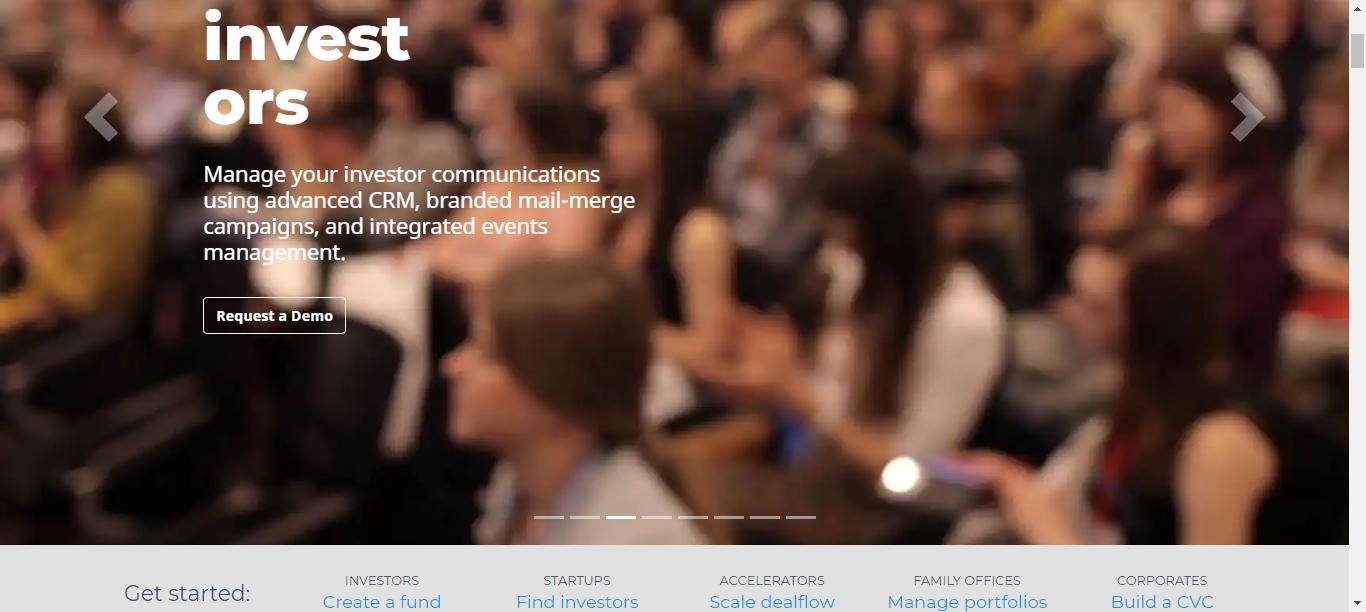 invest
ors
Manage your investor communications
using advanced CRM, branded mail-merge
campaigns, and integrated events
management.
Request a Demo
Get started:
INVESTORS
Create a fund
STARTUPS
Find investors
ACCELERATORS
Scale dealflow
FAMILY OFFICES
Manage portfolios
CORPORATES
Build a CVC